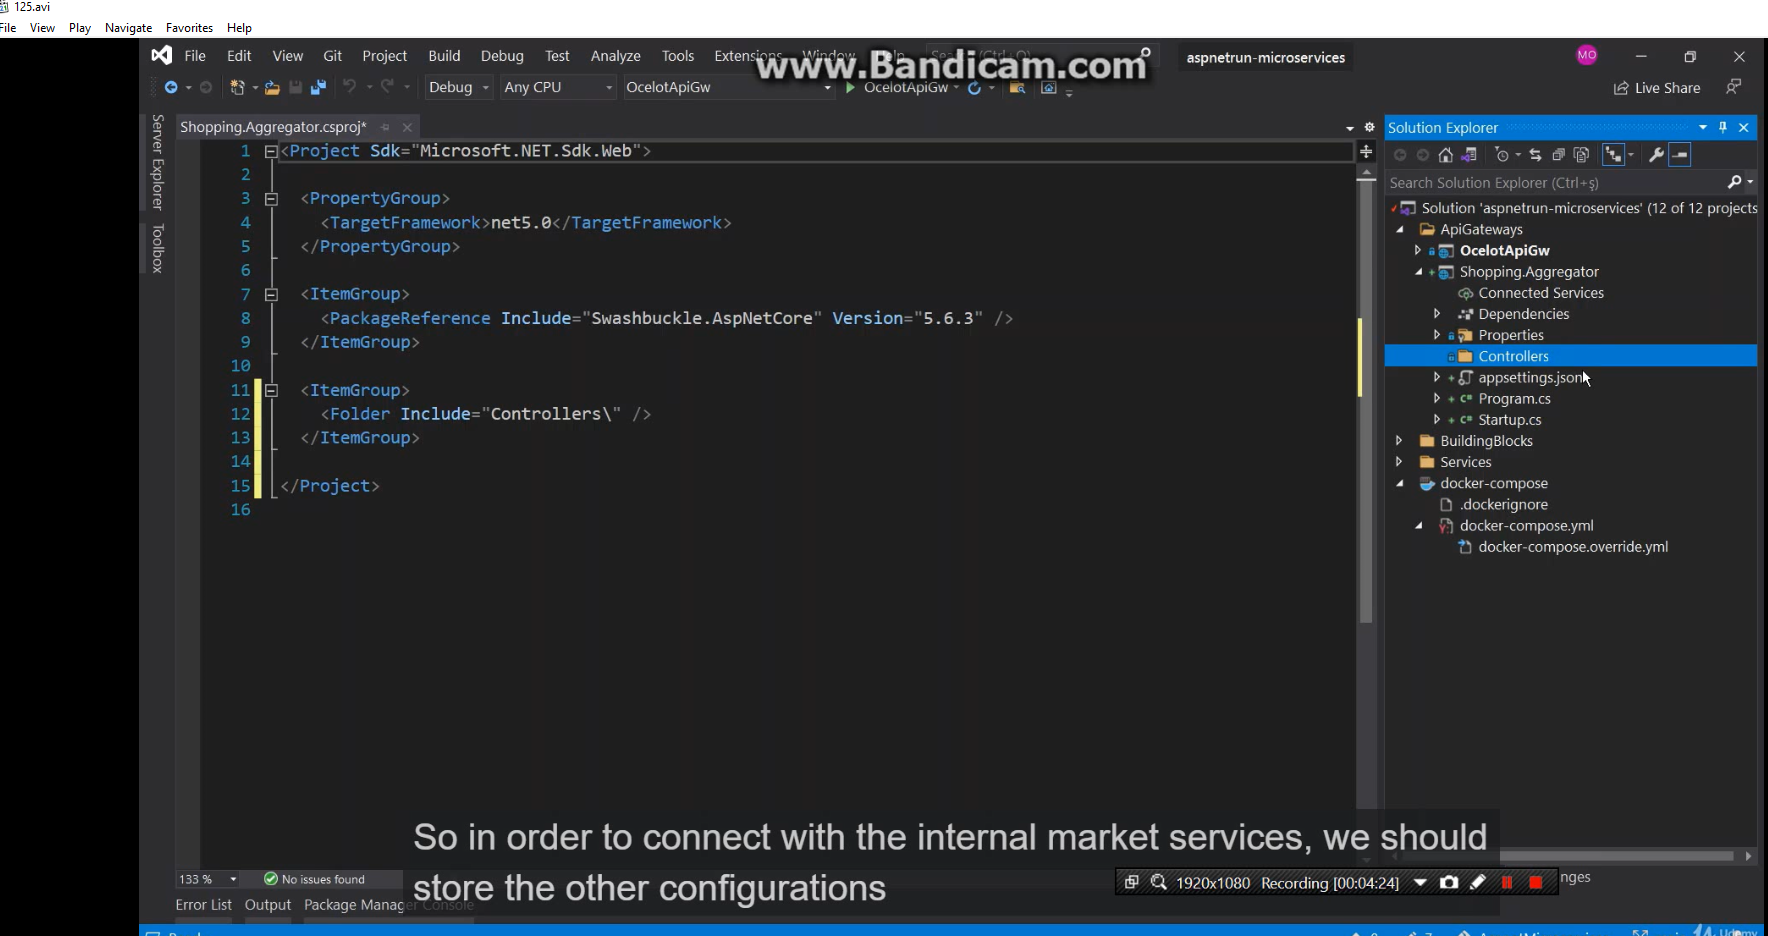 125.avi
File View Play Navigate Favorites Help
File Edit View Git Project Build Debug Test Analyze Tools Extensions Window Help aspnetrun-microservices MO
www.Bandicam.com
Debug Any CPU OcelotApiGw OcelotApiGw Live Share
Server Explorer
Toolbox
Shopping.Aggregator.csproj*
1 <Project Sdk="Microsoft.NET.Sdk.Web">
2
3 <PropertyGroup>
4 <TargetFramework>net5.0</TargetFramework>
5 </PropertyGroup>
6
7 <ItemGroup>
8 <PackageReference Include="Swashbuckle.AspNetCore" Version="5.6.3" />
9 </ItemGroup>
10
11 <ItemGroup>
12 <Folder Include="Controllers\" />
13 </ItemGroup>
14
15 </Project>
16
Solution Explorer
Search Solution Explorer (Ctrl+ş)
Solution 'aspnetrun-microservices' (12 of 12 projects
ApiGateways
OcelotApiGw
Shopping.Aggregator
Connected Services
Dependencies
Properties
Controllers
appsettings.json
Program.cs
Startup.cs
BuildingBlocks
Services
docker-compose
.dockerignore
docker-compose.yml
docker-compose.override.yml
So in order to connect with the internal market services, we should
store the other configurations
133 % No issues found
1920x1080 Recording [00:04:24]
nges
Error List Output Package Manager Console
Udemy